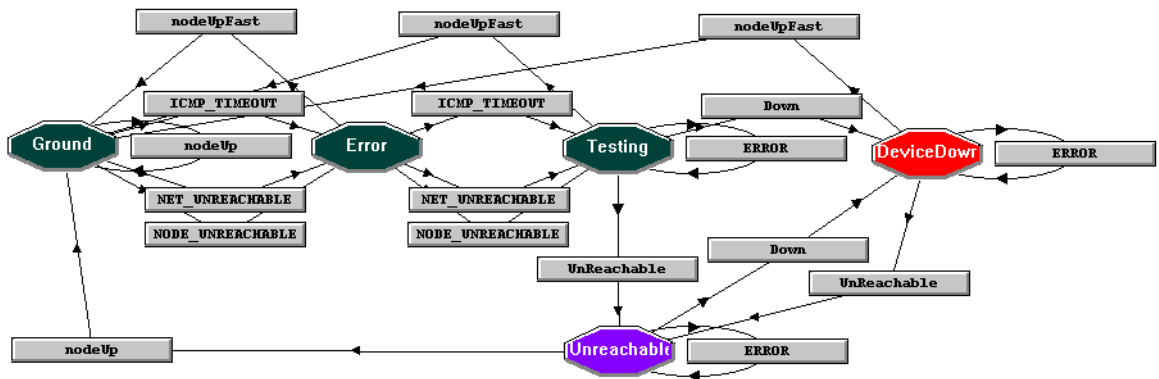 nodeUpFast
nodeUpFast
nodeUpFast
ICMP_TIMEOUT
ICMP_TIMEOUT
Down
Ground
nodeUp
Error
Testing
ERROR
DeviceDowr
ERROR
NET_UNREACHABLE
NET_UNREACHABLE
NODE_UNREACHABLE
NODE_UNREACHABLE
Down
UnReachable
UnReachable
nodeUp
Unreachable
ERROR